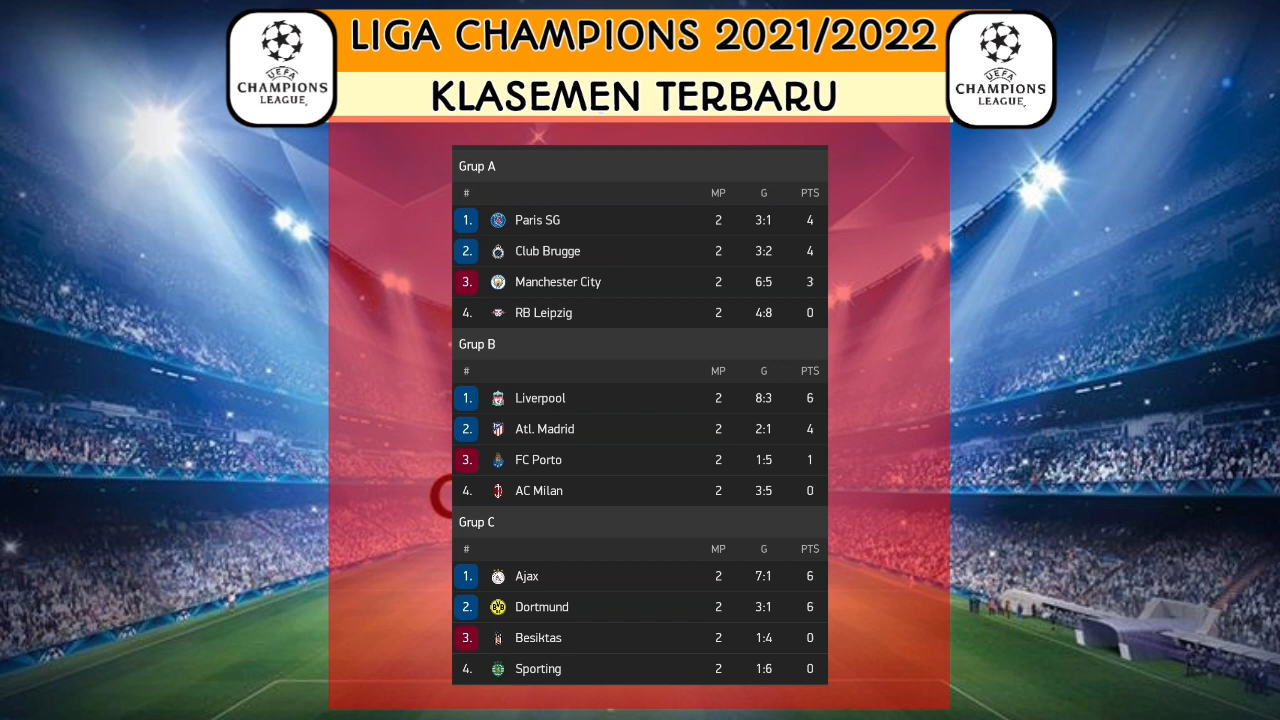 LIGA CHAMPIONS 2021/2022
KLASEMEN TERBARU
UEFA
CHAMPIONS
LEAGUE
UEFA
CHAMPIONS
LEAGUE
Grup A
# MP G PTS
1. Paris SG 2 3:1 4
2. Club Brugge 2 3:2 4
3. Manchester City 2 6:5 3
4. RB Leipzig 2 4:8 0
Grup B
# MP G PTS
1. Liverpool 2 8:3 6
2. Atl. Madrid 2 2:1 4
3. FC Porto 2 1:5 1
4. AC Milan 2 3:5 0
Grup C
# MP G PTS
1. Ajax 2 7:1 6
2. Dortmund 2 3:1 6
3. Besiktas 2 1:4 0
4. Sporting 2 1:6 0